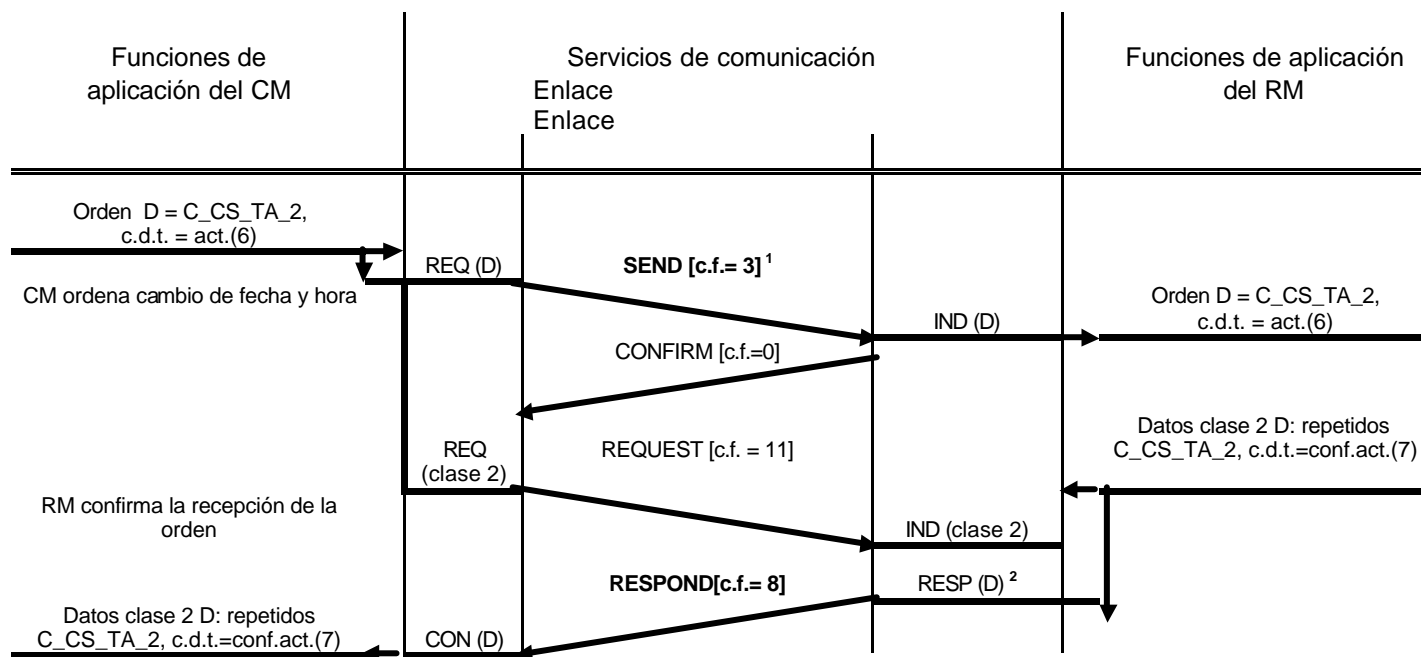 Funciones de
aplicación del CM
Servicios de comunicación
Enlace
Enlace
Funciones de aplicación
del RM
Orden D = C_CS_TA_2,
c.d.t. = act.(6)
REQ (D)
SEND [c.f.= 3] 1
CM ordena cambio de fecha y hora
IND (D)
Orden D = C_CS_TA_2,
c.d.t. = act.(6)
CONFIRM [c.f.=0]
REQ
(clase 2)
REQUEST [c.f. = 11]
Datos clase 2 D: repetidos
C_CS_TA_2, c.d.t.=conf.act.(7)
RM confirma la recepción de la
orden
IND (clase 2)
RESPOND[c.f.= 8]
RESP (D) 2
Datos clase 2 D: repetidos
C_CS_TA_2, c.d.t.=conf.act.(7)
CON (D)